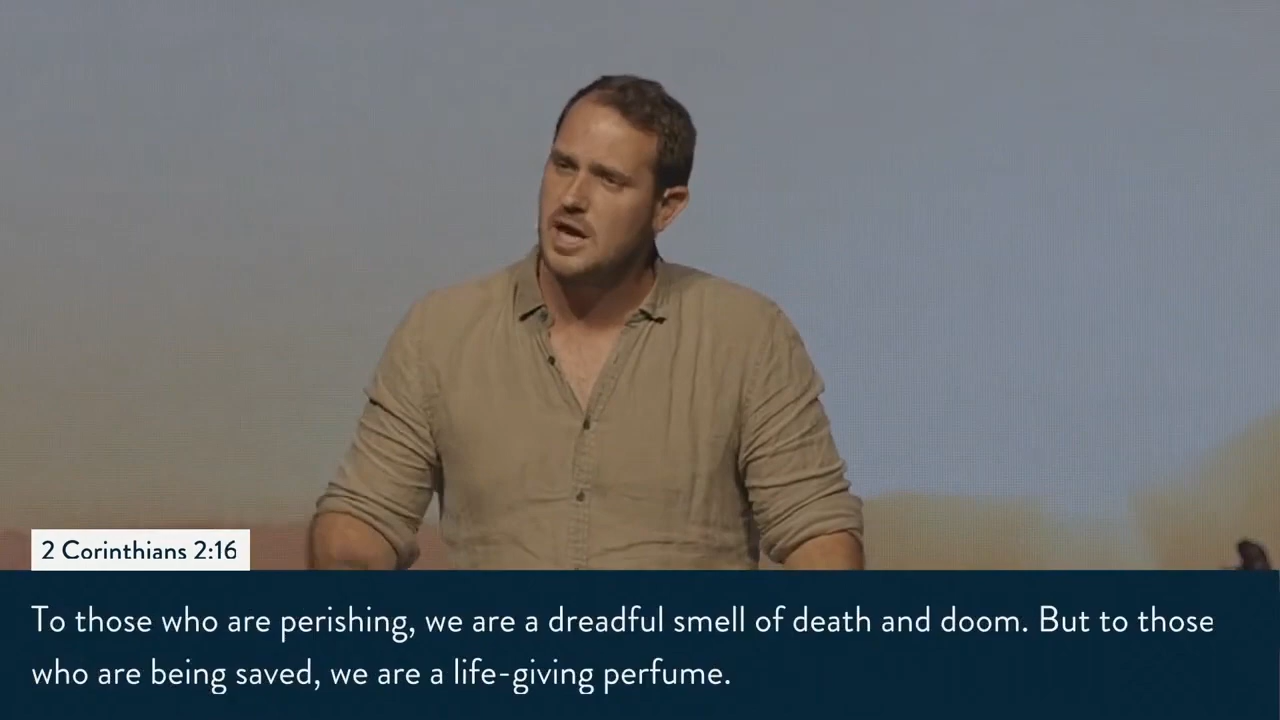 2 Corinthians 2:16
To those who are perishing, we are a dreadful smell of death and doom. But to those
who are being saved, we are a life-giving perfume.